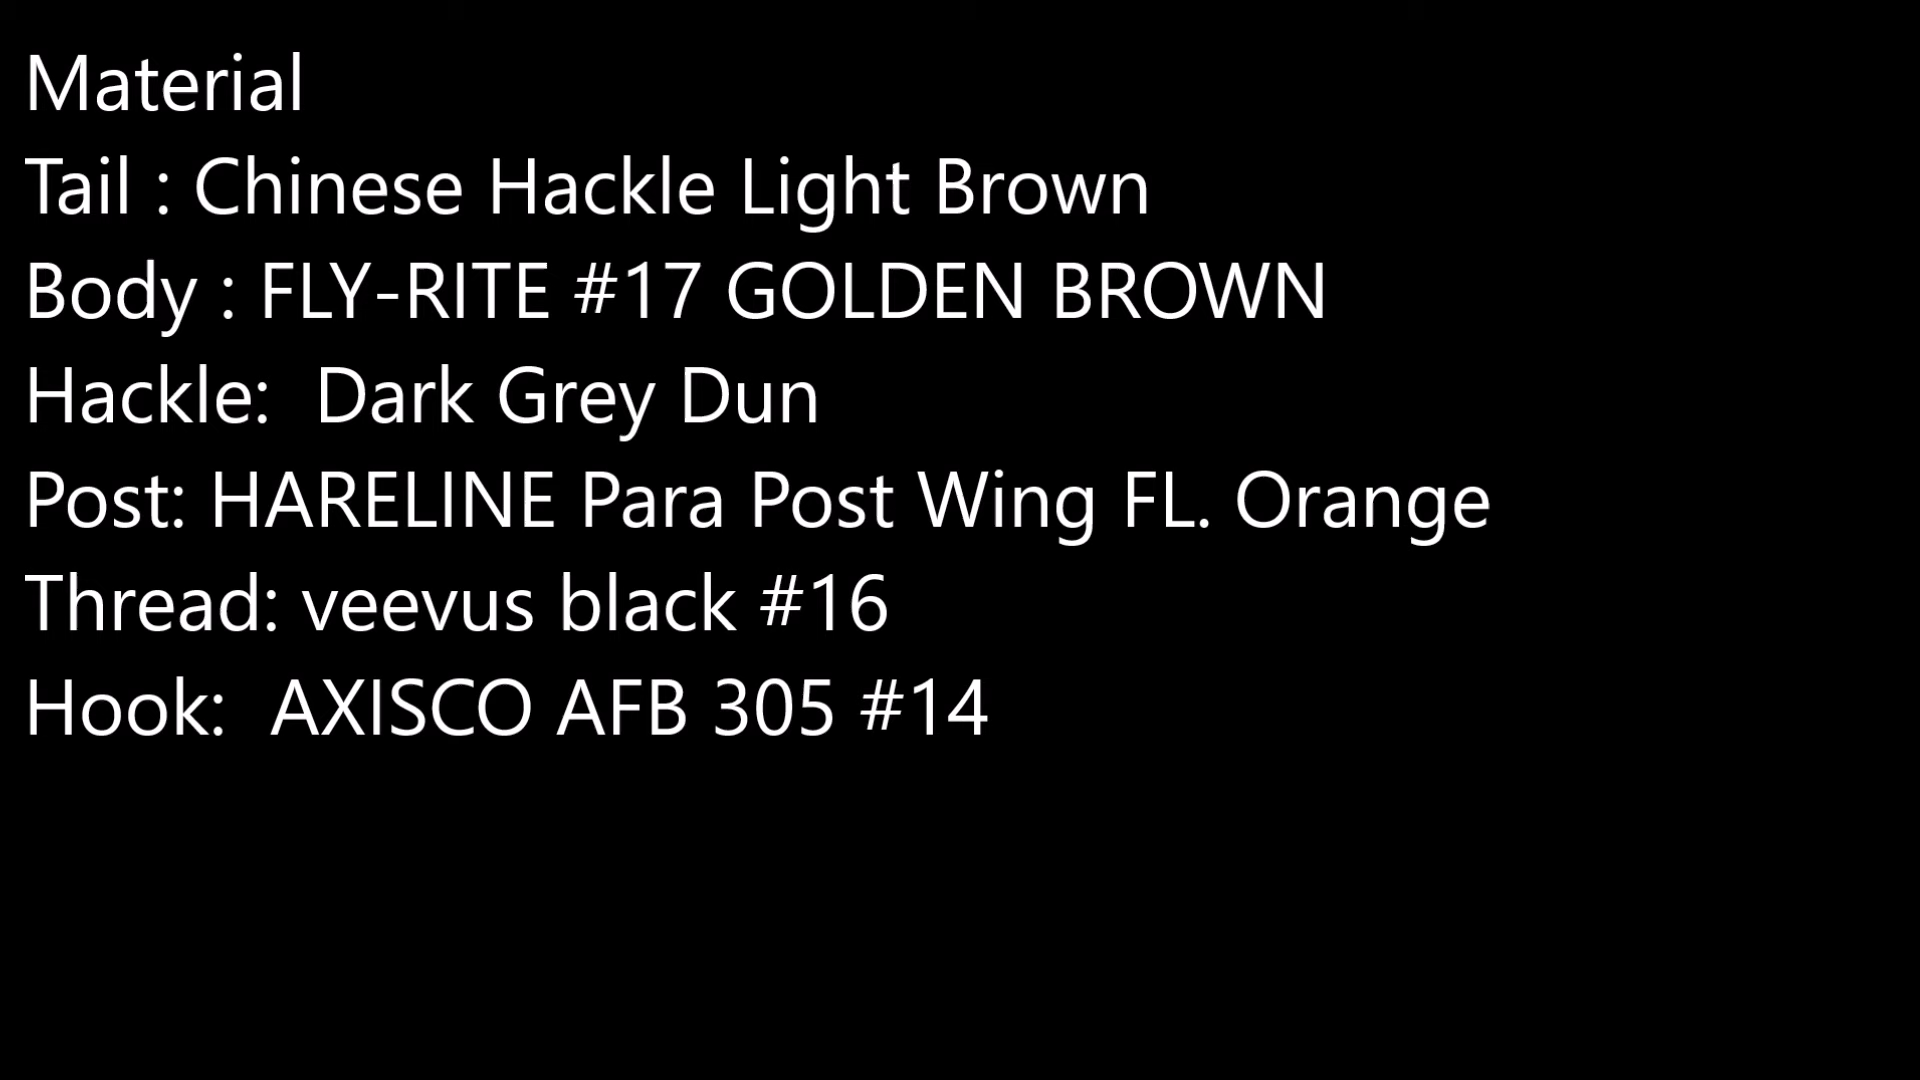 Material
Tail : Chinese Hackle Light Brown
Body : FLY-RITE #17 GOLDEN BROWN
Hackle:  Dark Grey Dun
Post: HARELINE Para Post Wing FL. Orange
Thread: veevus black #16
Hook:  AXISCO AFB 305 #14